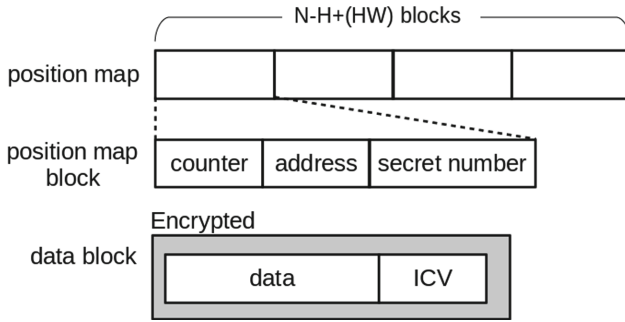 N-H+(HW) blocks
position map
position map
block
counter address secret number
Encrypted
data block
data ICV